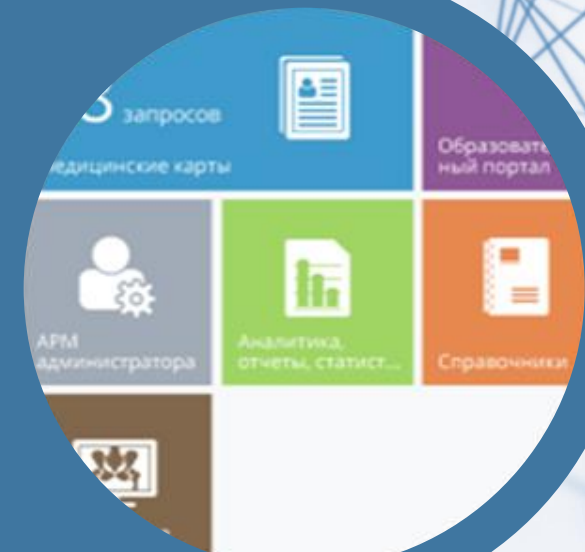 запросов
едицинские карты
Образовате
ный портал
АРМ
администратора
Аналитика,
отчеты, статист...
Справочники